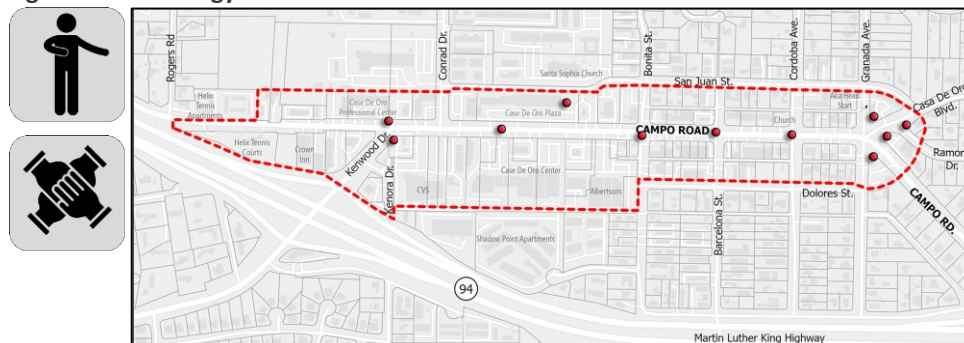 Rogers Rd
Conrad Dr.
Bonita St.
Cordoba Ave.
Granada Ave.
Santa Sophia Church
San Juan St.
Helix
Tennis
Apartments
Case De Oro
Professional Center
Case De Oro Plaza
Aka Head
Start
Casa De Oro
Blvd.
Church
CAMPO ROAD
Helix Tennis
Courts
Crown
Inn
Kenwood Dr.
Kenora Dr.
Case De Oro Center
Ramon
Dr.
CVS
Albertsons
Dolores St.
Barcelona St.
CAMPO RD.
Shadow Point Apartments
94
Martin Luther King Highway